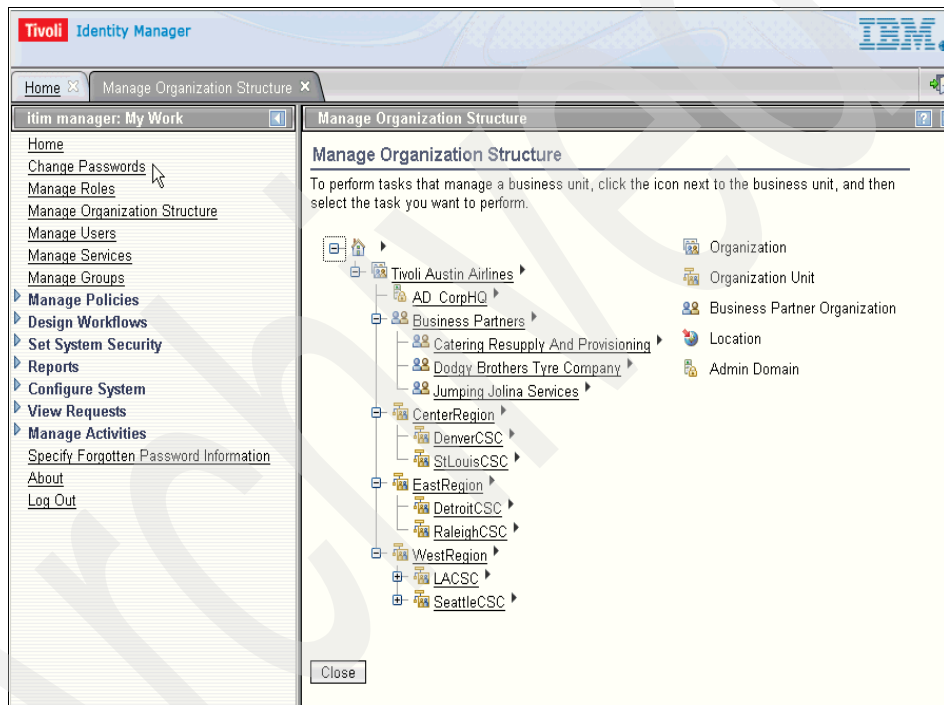 Tivoli Identity Manager
IBM
Home
Manage Organization Structure
itim manager: My Work
Home
Change Passwords
Manage Roles
Manage Organization Structure
Manage Users
Manage Services
Manage Groups
Manage Policies
Design Workflows
Set System Security
Reports
Configure System
View Requests
Manage Activities
Specify Forgotten Password Information
About
Log Out
Manage Organization Structure
?
Manage Organization Structure
To perform tasks that manage a business unit, click the icon next to the business unit, and then
select the task you want to perform.
Tivoli Austin Airlines
AD_CorpHQ
Business Partners
Catering Resupply And Provisioning
Dodgy Brothers Tyre Company
Jumping Jolina Services
CenterRegion
DenverCSC
StLouisCSC
EastRegion
DetroitCSC
RaleighCSC
WestRegion
LACSC
SeattleCSC
Organization
Organization Unit
Business Partner Organization
Location
Admin Domain
Close